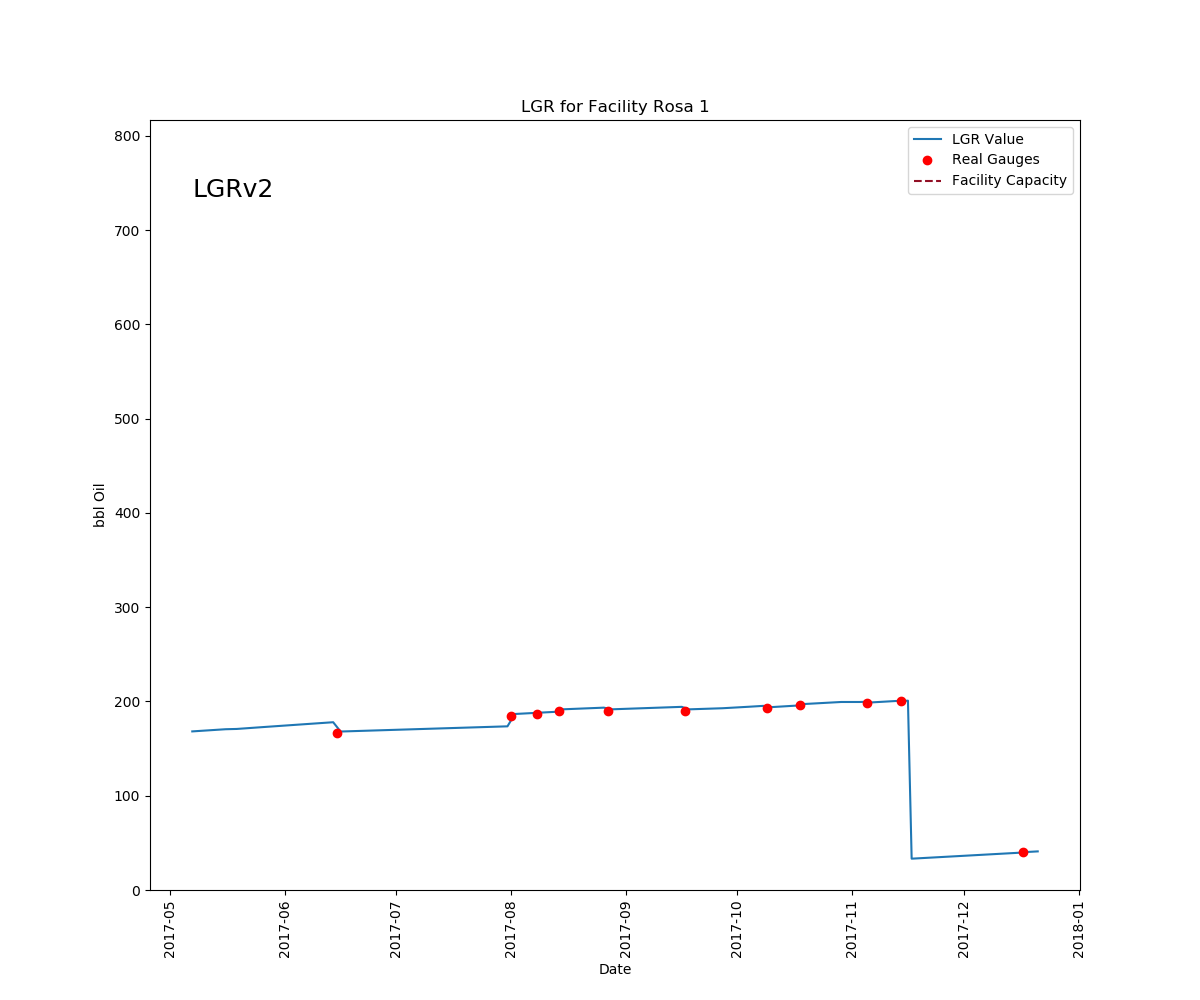 LGR for Facility Rosa 1
LGRv2
LGR Value
Real Gauges
Facility Capacity
800
700
600
500
400
300
200
100
0
bbl Oil
2017-05
2017-06
2017-07
2017-08
2017-09
2017-10
2017-11
2017-12
2018-01
Date